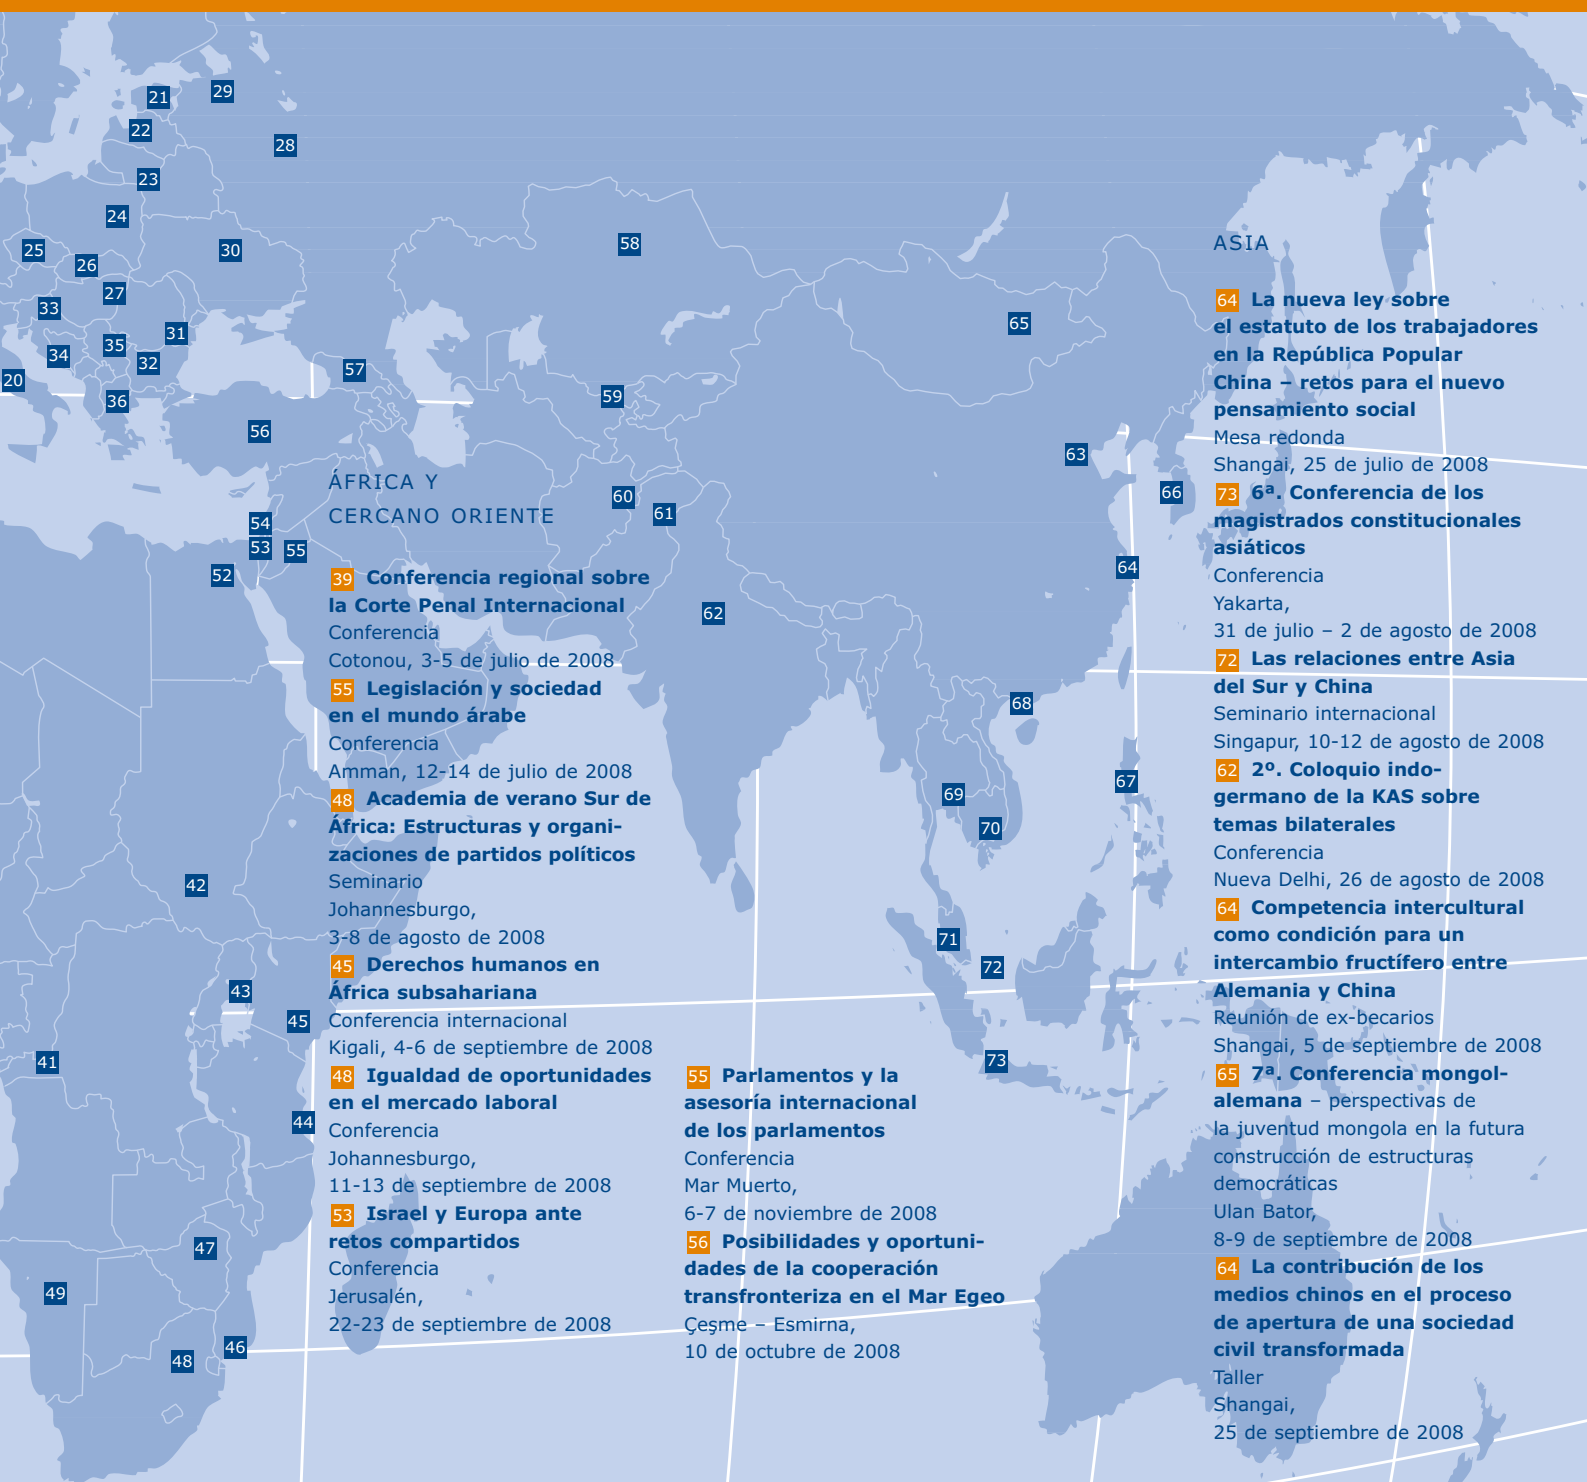 21
29
22
28
23
24
25
26
30
27
33
31
34
35
32
20
36
57
56
54
53
55
52
58
59
60
61
62
65
63
66
64
68
67
69
70
71
72
73
42
43
45
41
44
47
49
46
48
ÁFRICA Y
CERCANO ORIENTE
39 Conferencia regional sobre
la Corte Penal Internacional
Conferencia
Cotonou, 3-5 de julio de 2008
55 Legislación y sociedad
en el mundo árabe
Conferencia
Amman, 12-14 de julio de 2008
48 Academia de verano Sur de
África: Estructuras y organi-
zaciones de partidos políticos
Seminario
Johannesburgo,
3-8 de agosto de 2008
45 Derechos humanos en
África subsahariana
Conferencia internacional
Kigali, 4-6 de septiembre de 2008
48 Igualdad de oportunidades
en el mercado laboral
Conferencia
Johannesburgo,
11-13 de septiembre de 2008
53 Israel y Europa ante
retos compartidos
Conferencia
Jerusalén,
22-23 de septiembre de 2008
55 Parlamentos y la
asesoría internacional
de los parlamentos
Conferencia
Mar Muerto,
6-7 de noviembre de 2008
56 Posibilidades y oportuni-
dades de la cooperación
transfronteriza en el Mar Egeo
Çeşme – Esmirna,
10 de octubre de 2008
ASIA
64 La nueva ley sobre
el estatuto de los trabajadores
en la República Popular
China – retos para el nuevo
pensamiento social
Mesa redonda
Shangai, 25 de julio de 2008
73 6ª. Conferencia de los
magistrados constitucionales
asiáticos
Conferencia
Yakarta,
31 de julio – 2 de agosto de 2008
72 Las relaciones entre Asia
del Sur y China
Seminario internacional
Singapur, 10-12 de agosto de 2008
62 2º. Coloquio indo-
germano de la KAS sobre
temas bilaterales
Conferencia
Nueva Delhi, 26 de agosto de 2008
64 Competencia intercultural
como condición para un
intercambio fructífero entre
Alemania y China
Reunión de ex-becarios
Shangai, 5 de septiembre de 2008
65 7ª. Conferencia mongol-
alemana – perspectivas de
la juventud mongola en la futura
construcción de estructuras
democráticas
Ulan Bator,
8-9 de septiembre de 2008
64 La contribución de los
medios chinos en el proceso
de apertura de una sociedad
civil transformada
Taller
Shangai,
25 de septiembre de 2008